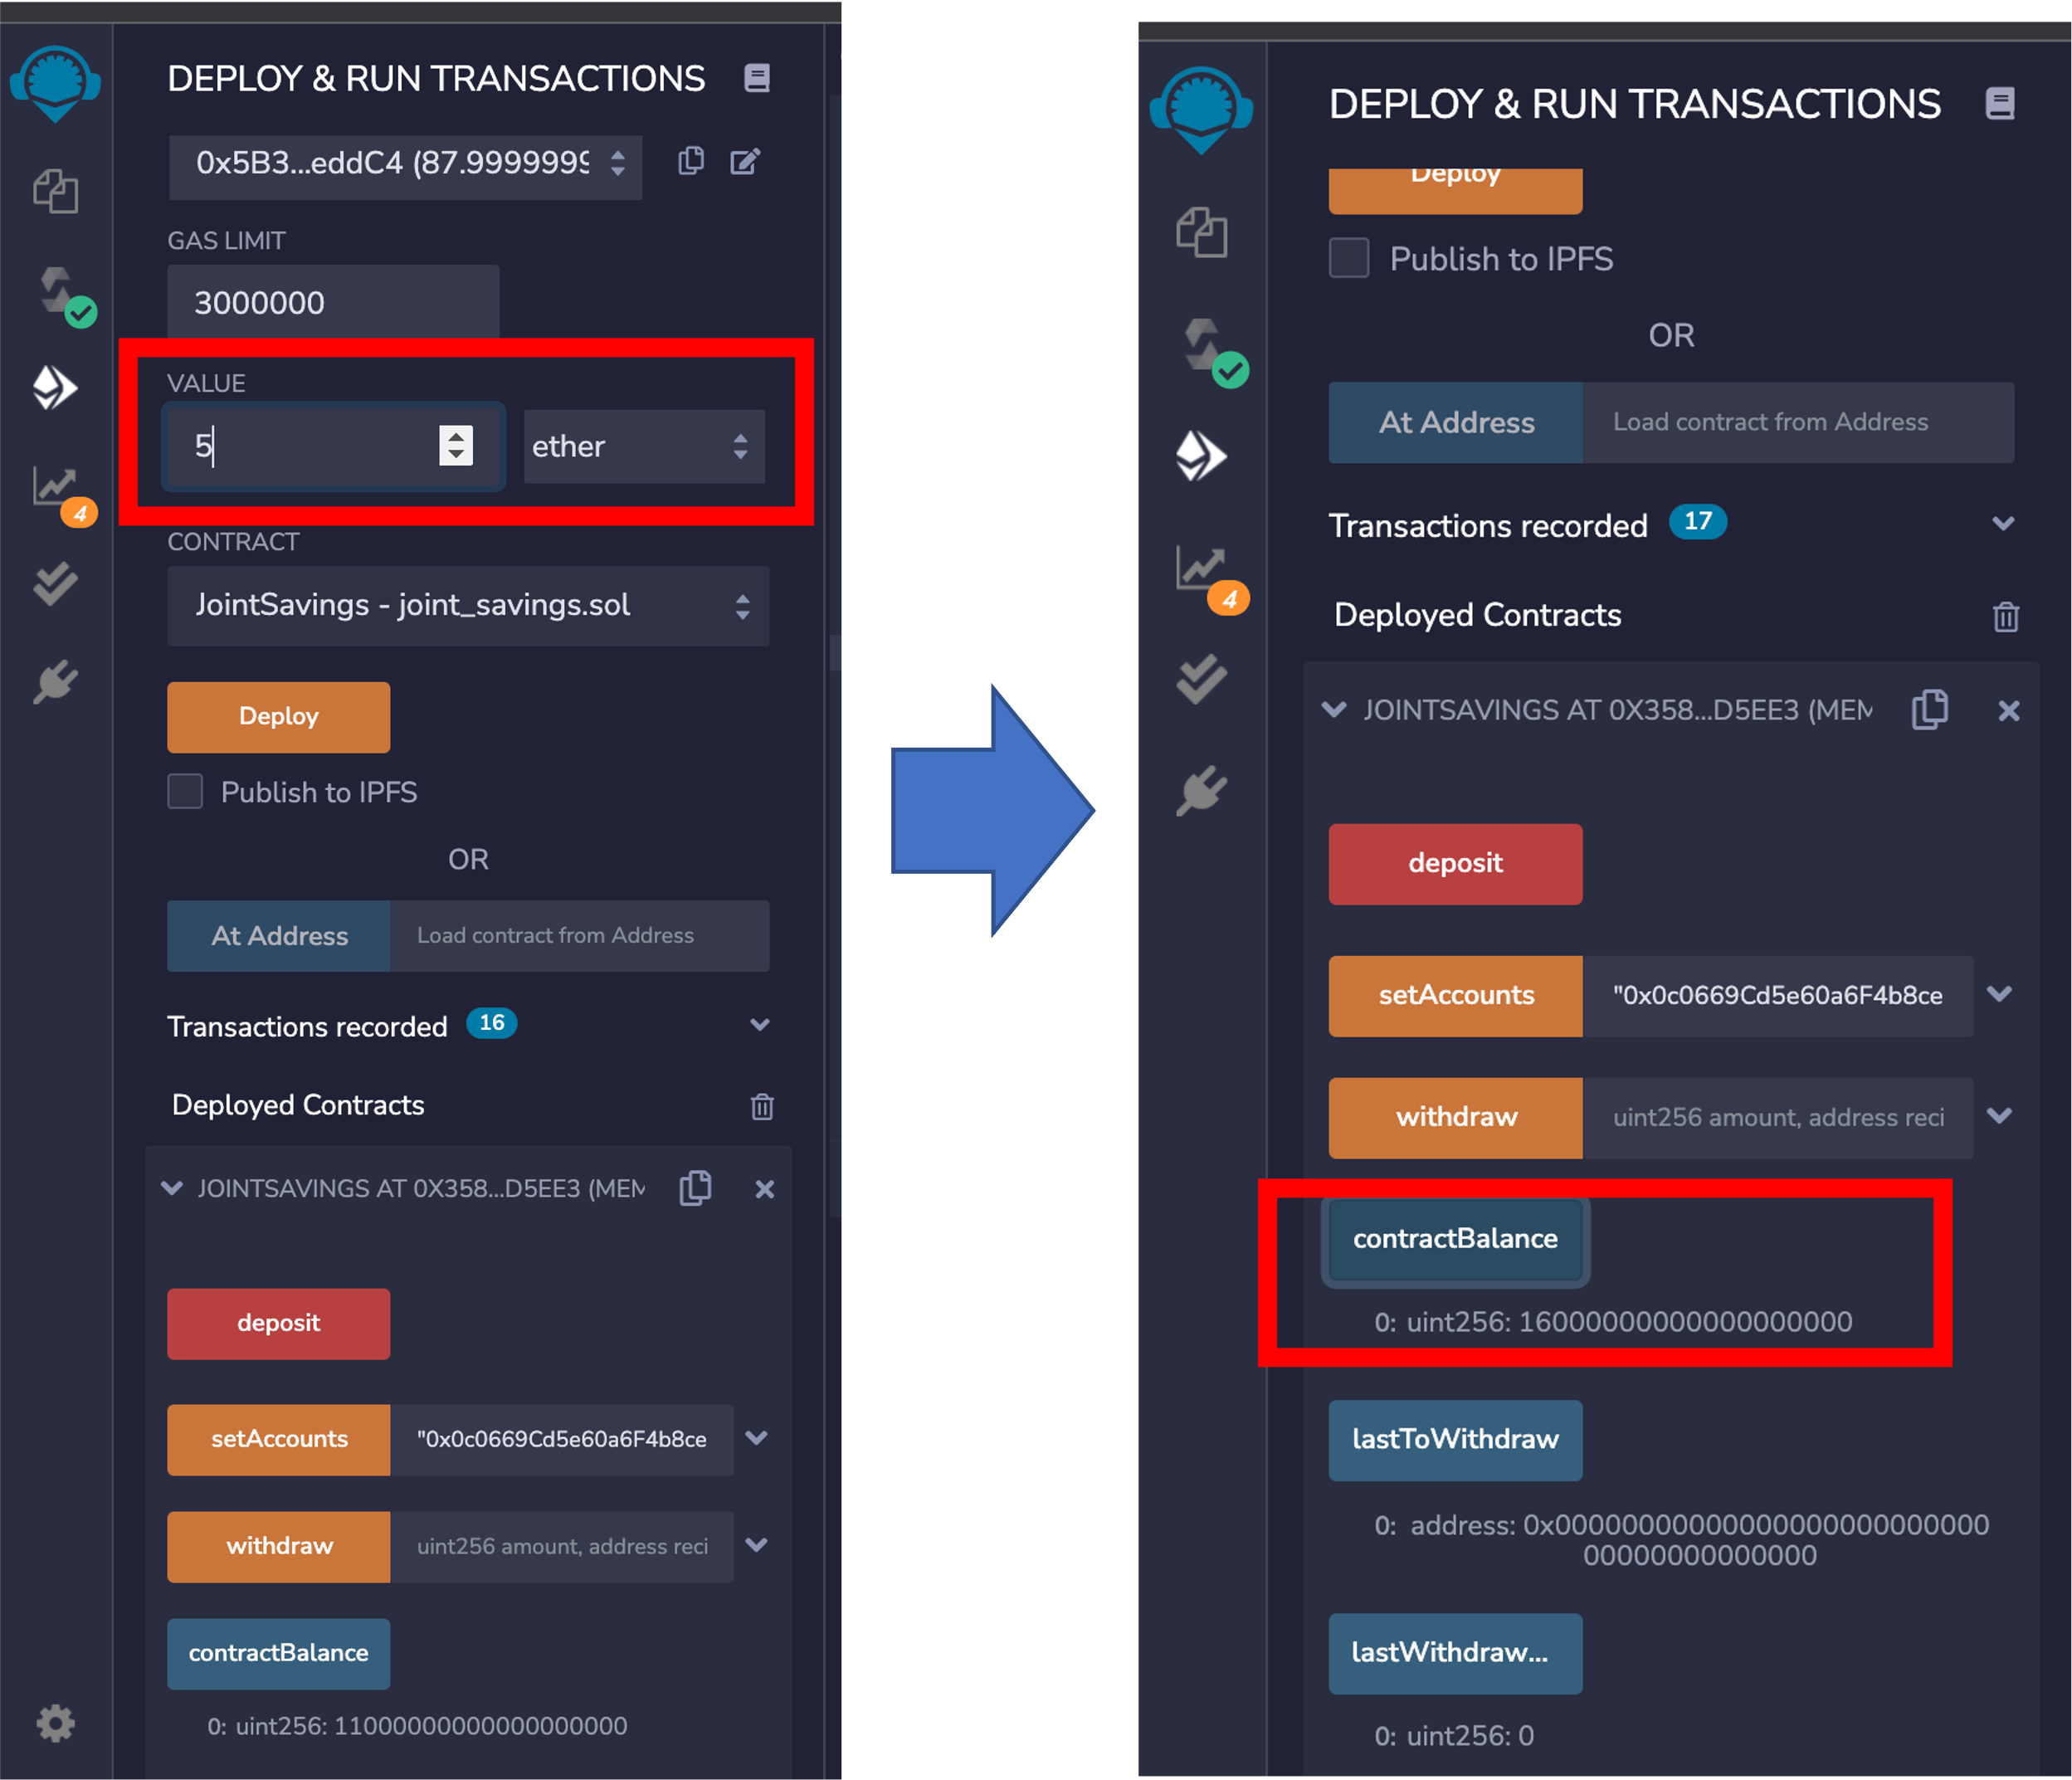 DEPLOY & RUN TRANSACTIONS
0x5B3...eddC4 (87.9999999
GAS LIMIT
3000000
VALUE
5
ether
CONTRACT
JointSavings - joint_savings.sol
Deploy
Publish to IPFS
OR
At Address
Load contract from Address
Transactions recorded 16
Deployed Contracts
JOINTSAVINGS AT 0X358...D5EE3 (MEM
deposit
setAccounts
"0x0c0669Cd5e60a6F4b8ce
withdraw
uint256 amount, address reci
contractBalance
0: uint256: 11000000000000000000
4
DEPLOY & RUN TRANSACTIONS
Deploy
Publish to IPFS
OR
At Address
Load contract from Address
Transactions recorded 17
Deployed Contracts
JOINTSAVINGS AT 0X358...D5EE3 (MEM
deposit
setAccounts
"0x0c0669Cd5e60a6F4b8ce
withdraw
uint256 amount, address reci
contractBalance
0: uint256: 16000000000000000000
lastToWithdraw
0: address: 0x00000000000000000000000000
00000000000000
lastWithdraw...
0: uint256: 0
4